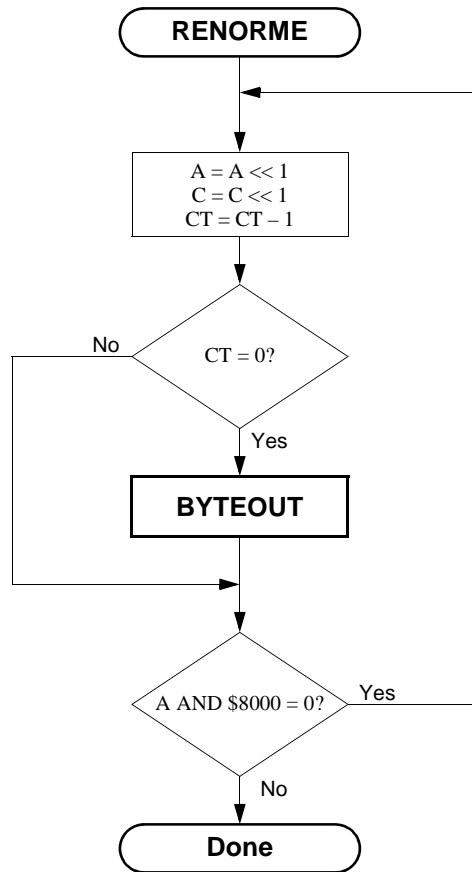 RENORME
A = A << 1
C = C << 1
CT = CT – 1
CT = 0?
No
Yes
BYTEOUT
A AND $8000 = 0?
Yes
No
Done